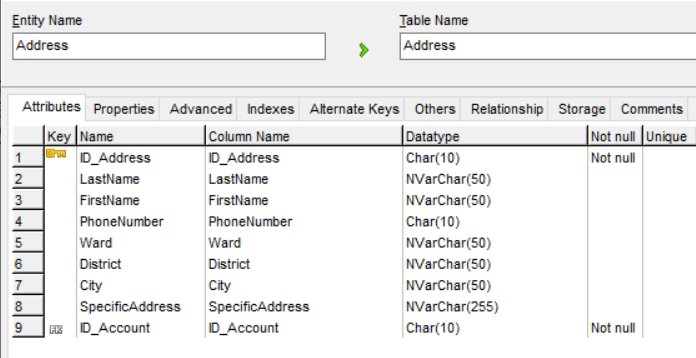 Entity Name Table Name
Address Address
Attributes Properties Advanced Indexes Alternate Keys Others Relationship Storage Comments
Key Name Column Name Datatype Not null Unique
1 ID_Address ID_Address Char(10) Not null
2 LastName LastName NVarChar(50)
3 FirstName FirstName NVarChar(50)
4 PhoneNumber PhoneNumber Char(10)
5 Ward Ward NVarChar(50)
6 District District NVarChar(50)
7 City City NVarChar(50)
8 SpecificAddress SpecificAddress NVarChar(255)
9 FK ID_Account ID_Account Char(10) Not null